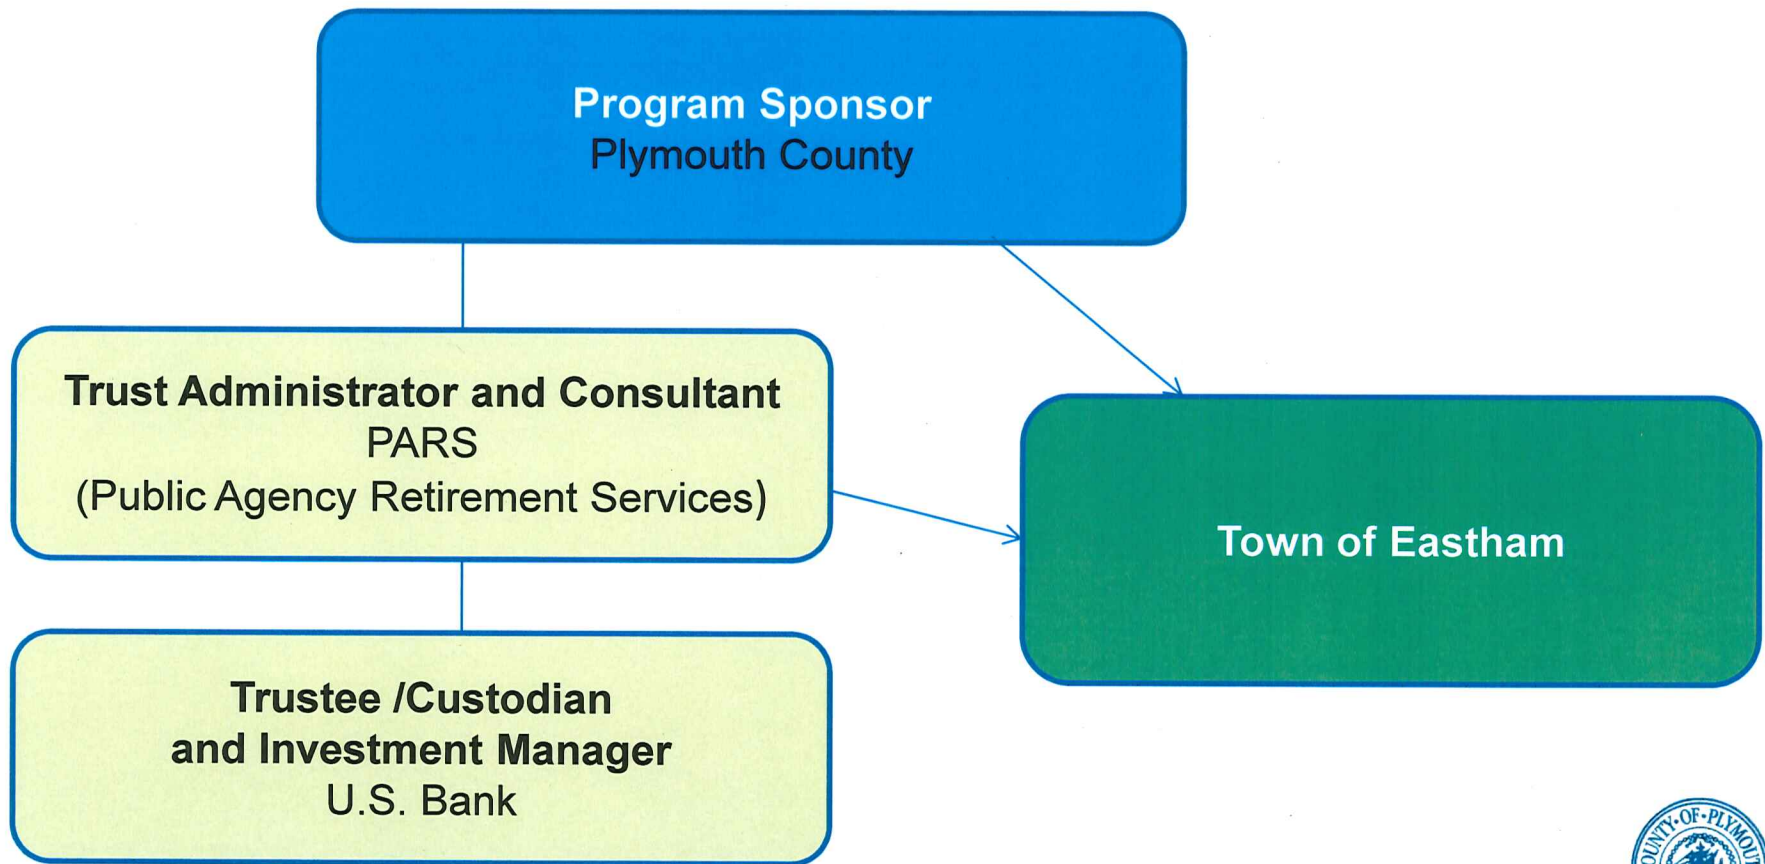 Program Sponsor
Plymouth County
Trust Administrator and Consultant
PARS
(Public Agency Retirement Services)
Town of Eastham
Trustee /Custodian
and Investment Manager
U.S. Bank